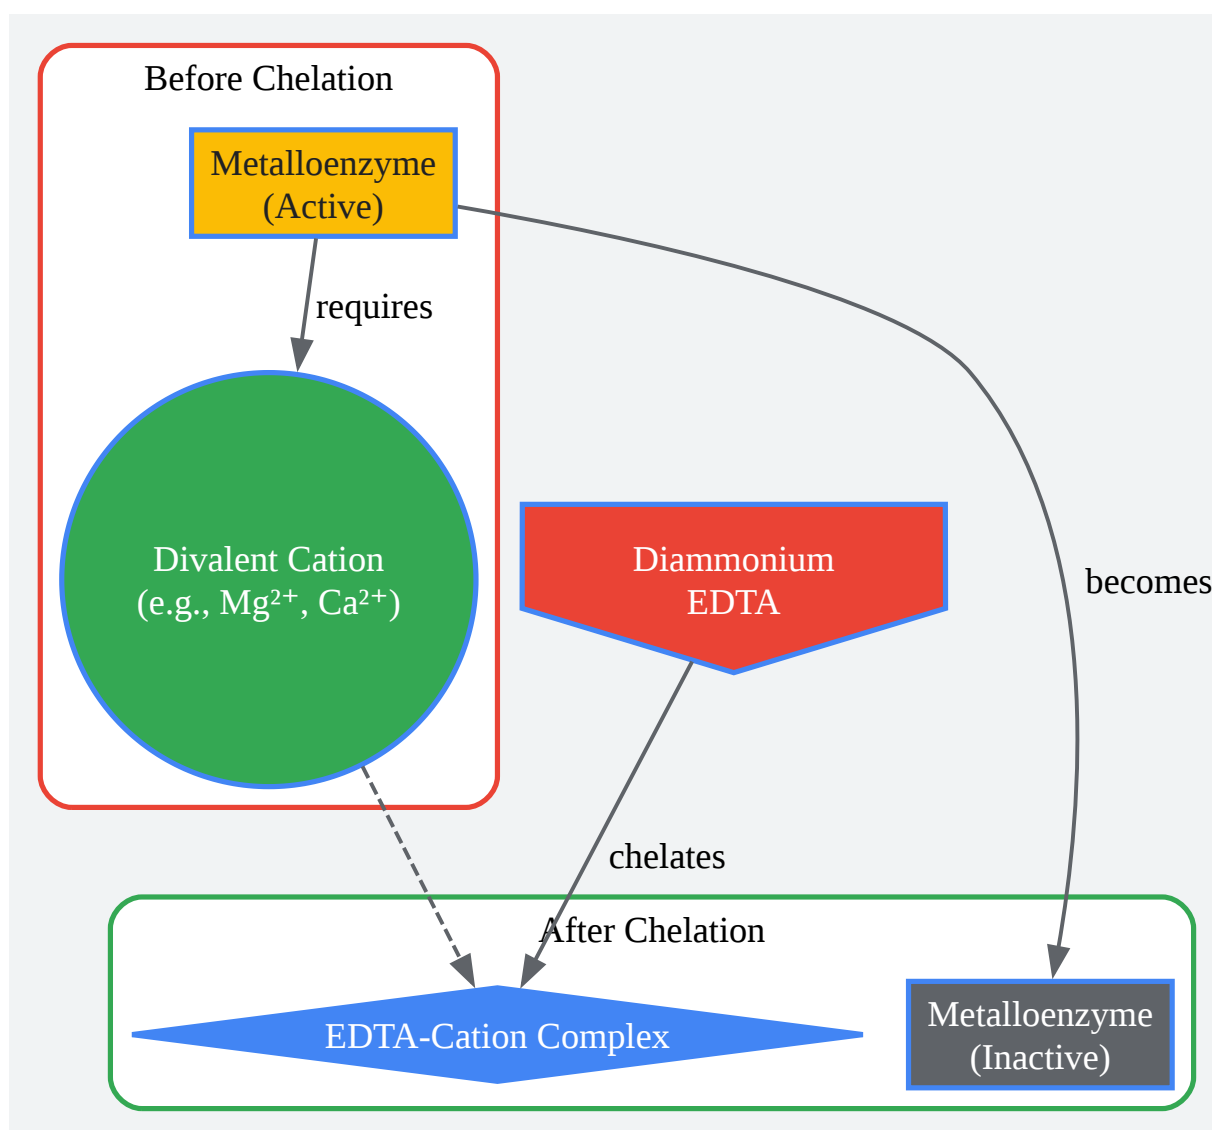 Before Chelation
Metalloenzyme
(Active)
requires
Divalent Cation
(e.g., Mg²⁺, Ca²⁺)
Diammonium
EDTA
becomes
chelates
After Chelation
EDTA-Cation Complex
Metalloenzyme
(Inactive)